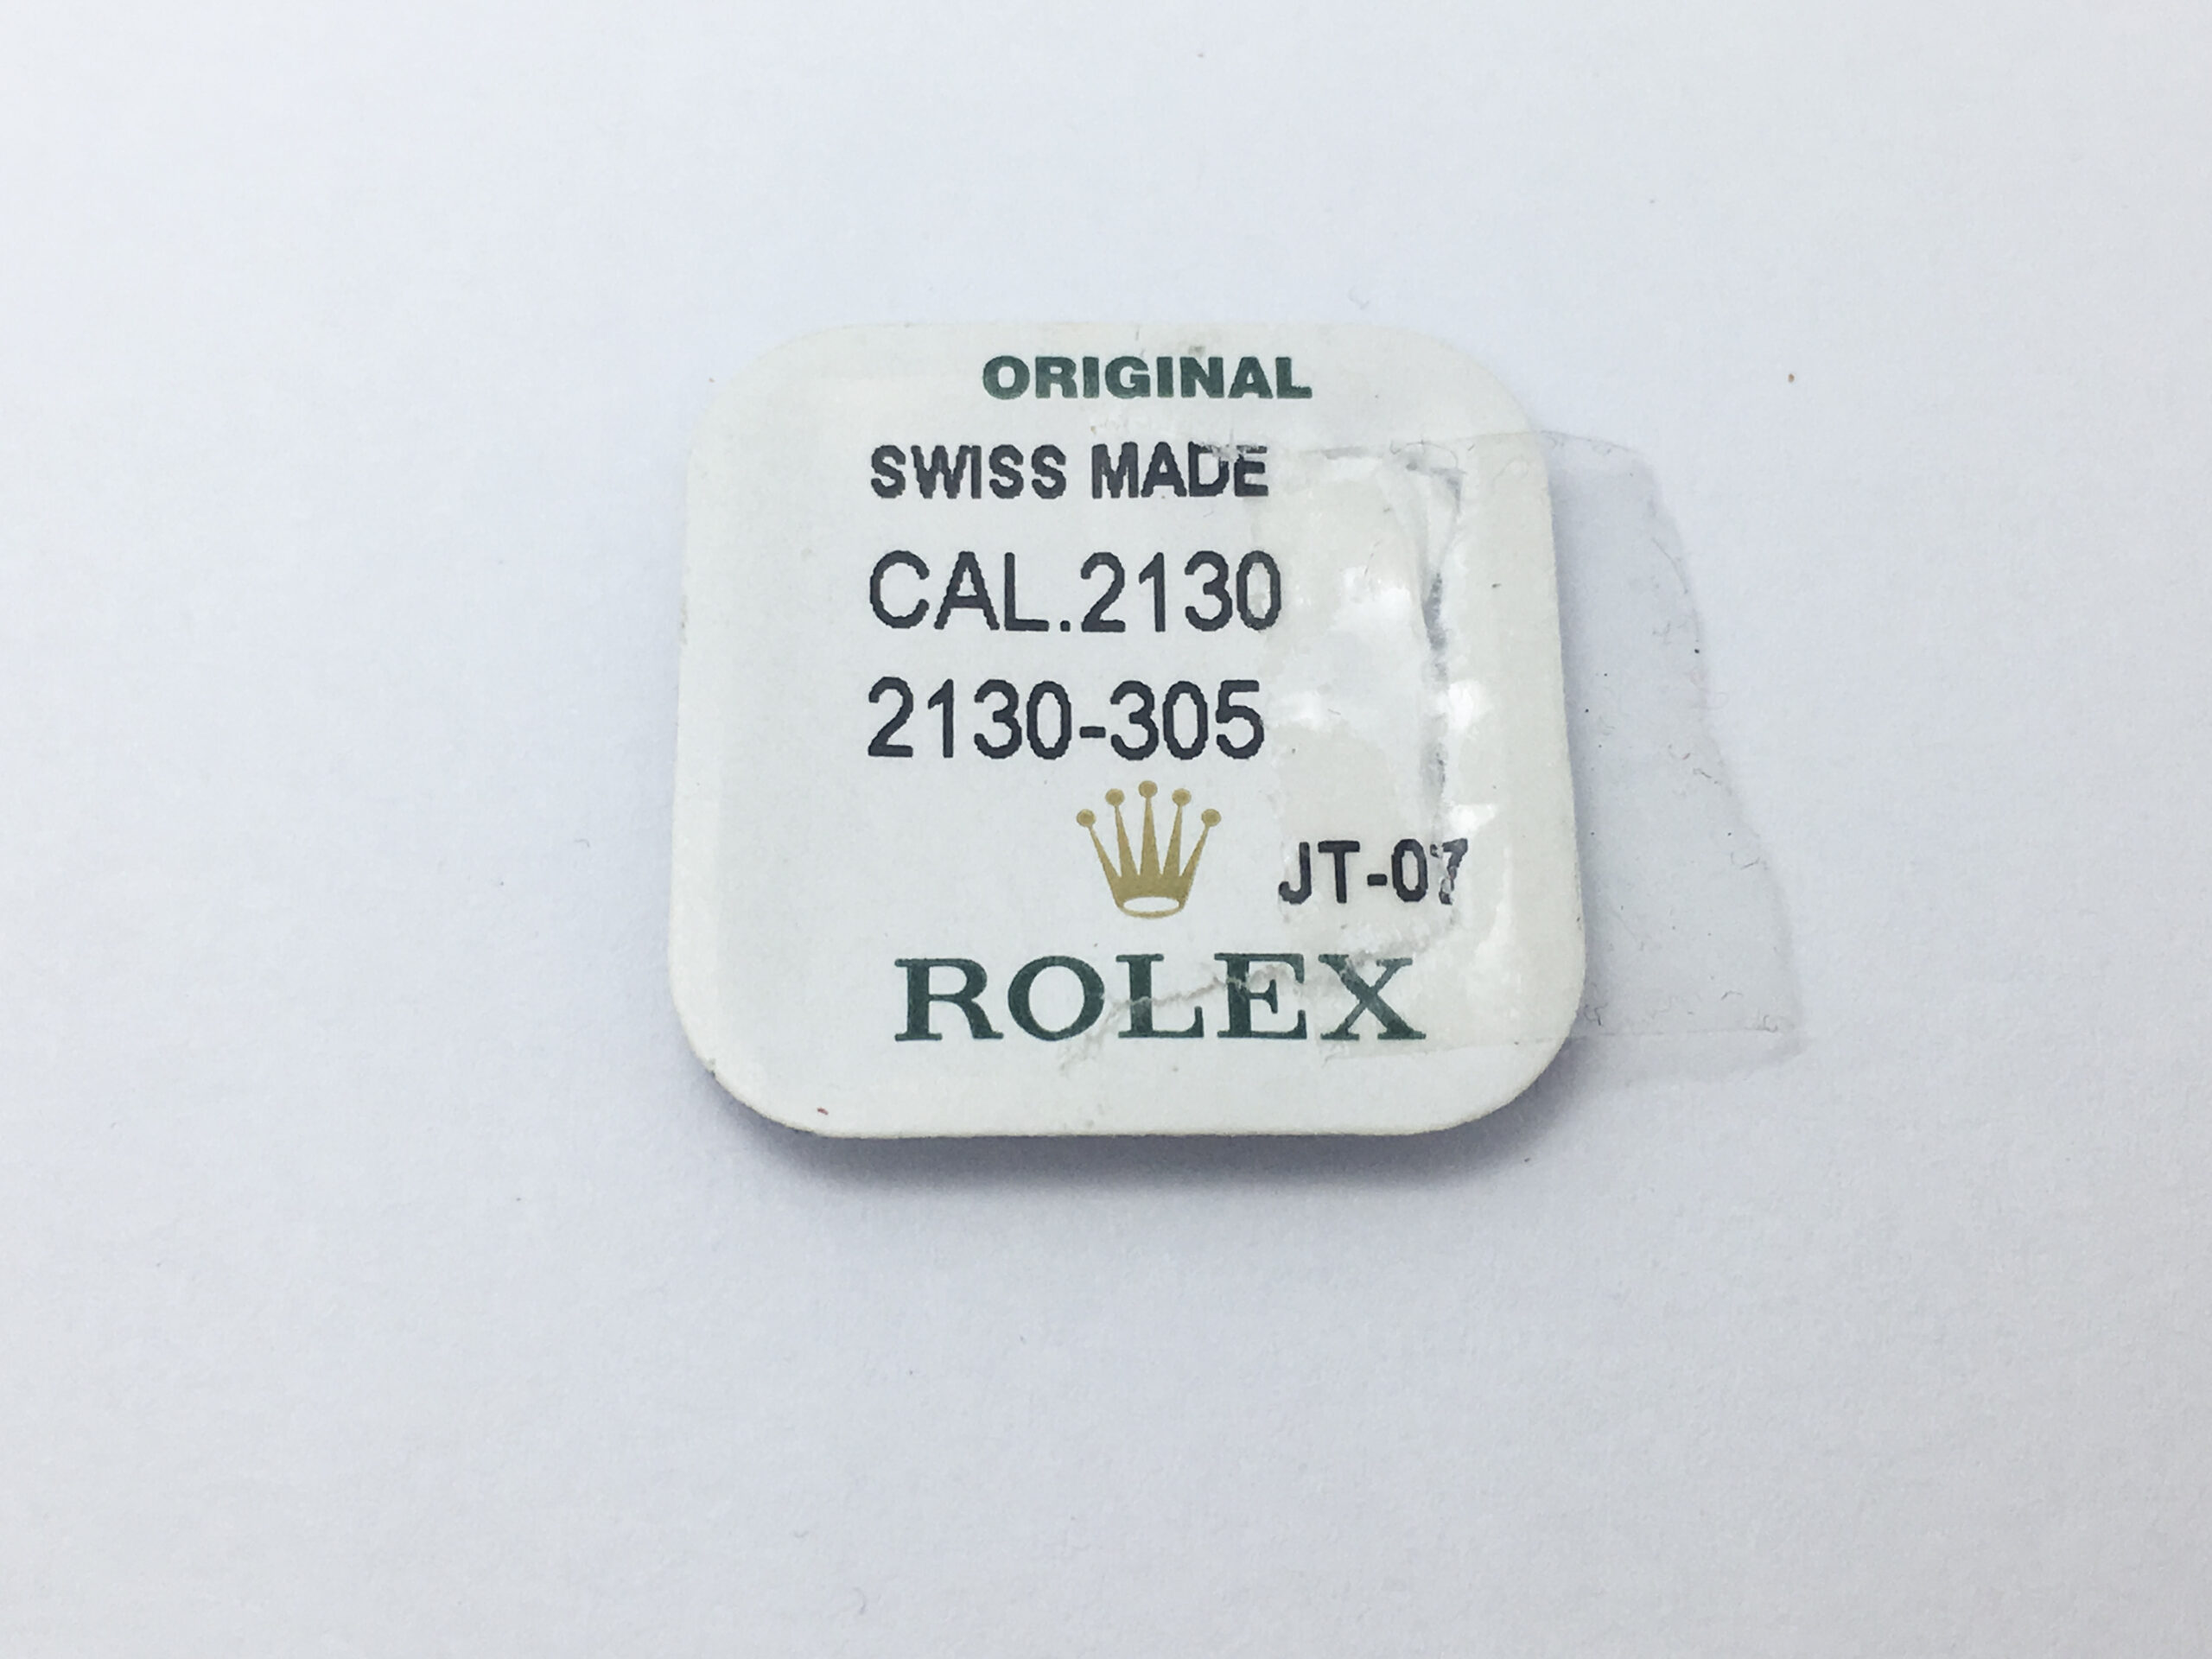 ORIGINAL
SWISS MADE
CAL.2130
2130-305
JT-07
ROLEX